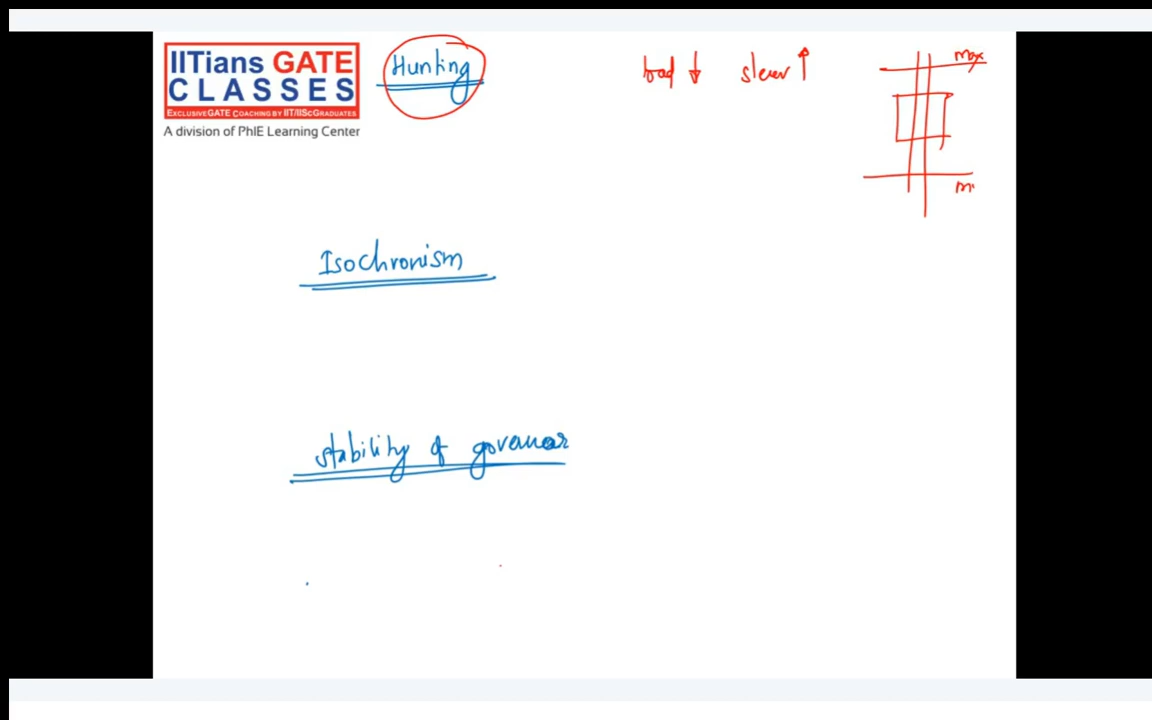 IITians GATE
CLASSES
EXCLUSIVE GATE COACHING BY IIT/IISC GRADUATES
A division of PhIE Learning Center
Hunting
load ↓ sleeve ↑
max
Isochronism
stability of governor